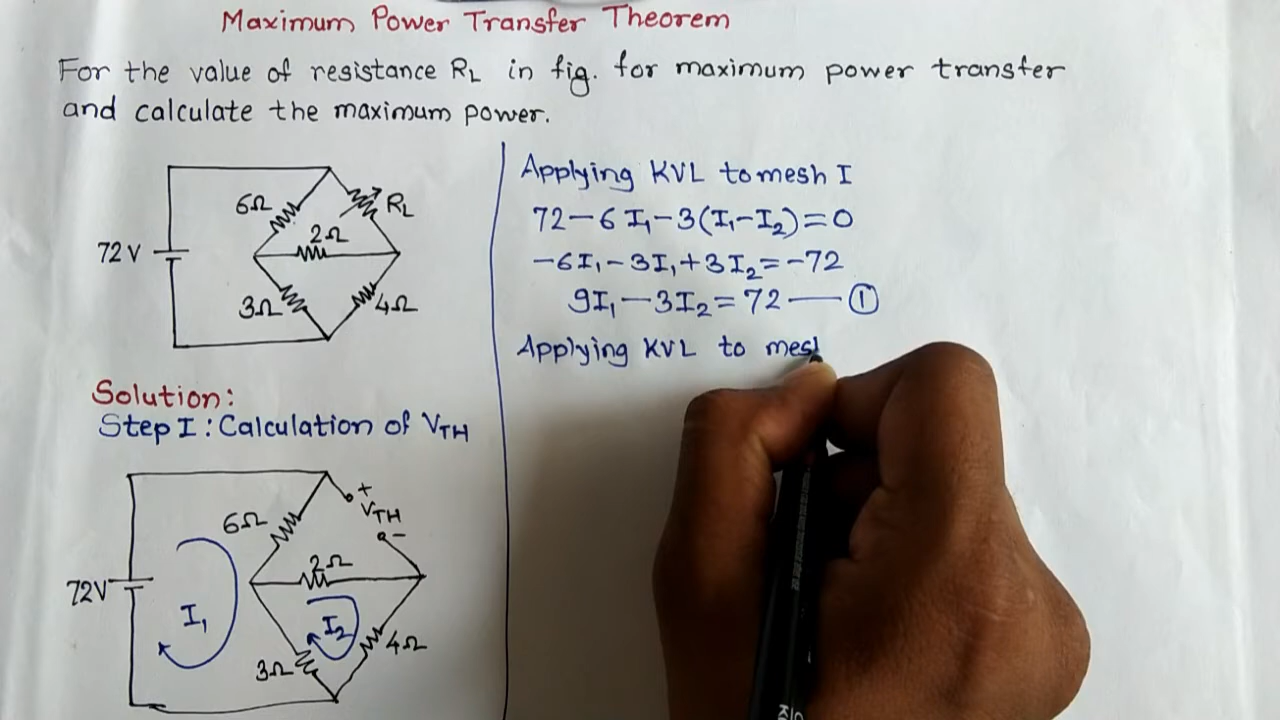 Maximum Power Transfer Theorem
For the value of resistance RL in fig. for maximum power transfer
and calculate the maximum power.
6Ω
RL
2Ω
72V
3Ω
4Ω
Solution:
Step I : Calculation of VTH
+
VTH
-
6Ω
2Ω
72V
I₁
I₂
3Ω
4Ω
Applying KVL to mesh I
72-6I₁-3(I₁-I₂)=0
-6I₁-3I₁+3I₂=-72
9I₁-3I₂=72 — ①
Applying KVL to mesh